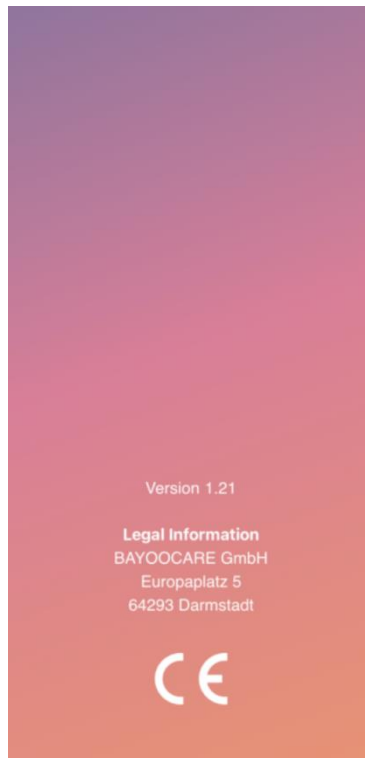 Version 1.21
Legal Information
BAYOOCARE GmbH
Europaplatz 5
64293 Darmstadt
CE